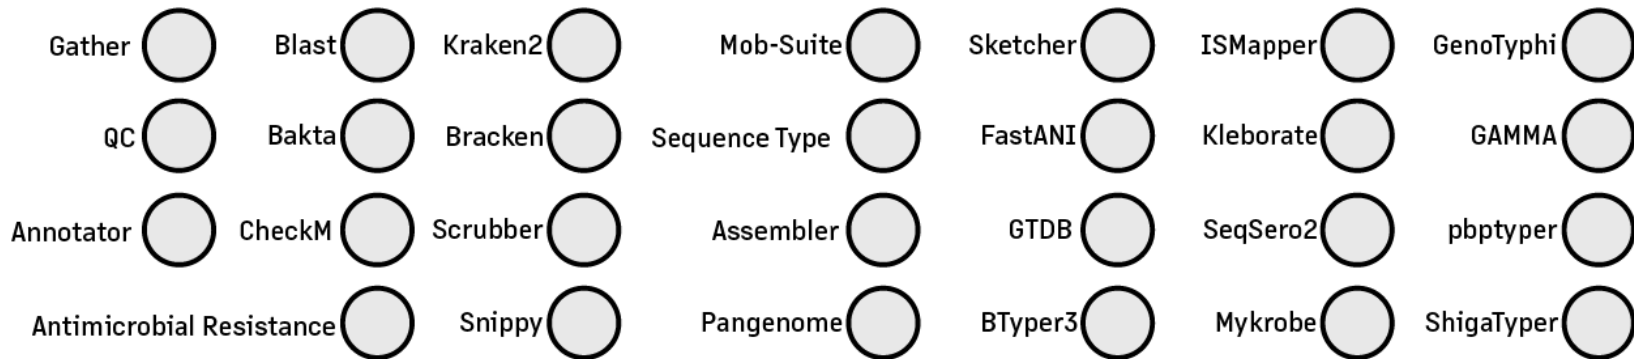 Gather Blast Kraken2 Mob-Suite Sketcher ISMapper GenoTyphi
QC Bakta Bracken Sequence Type FastANI Kleborate GAMMA
Annotator CheckM Scrubber Assembler GTDB SeqSero2 pbptyper
Antimicrobial Resistance Snippy Pangenome BTyper3 Mykrobe ShigaTyper